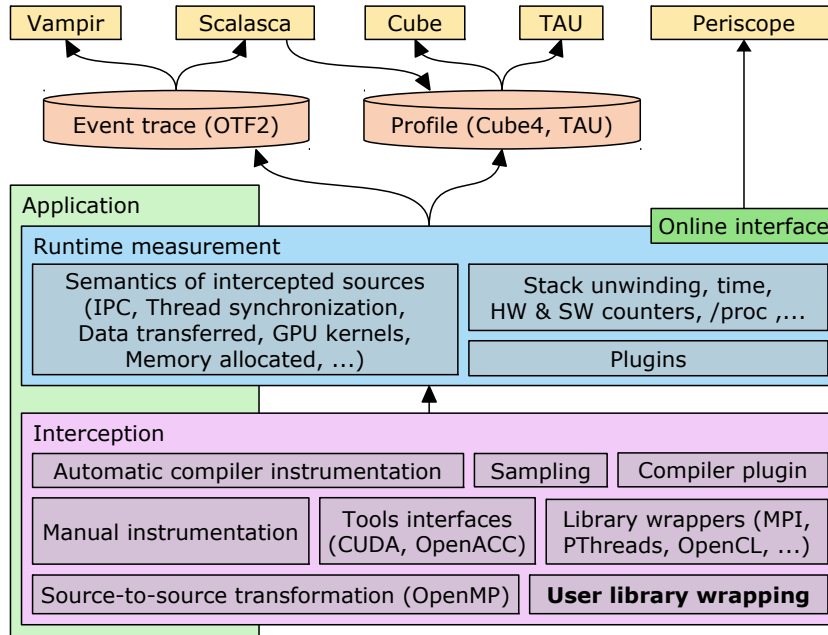 Vampir
Scalasca
Cube
TAU
Periscope
Event trace (OTF2)
Profile (Cube4, TAU)
Application
Online interface
Runtime measurement
Semantics of intercepted sources
(IPC, Thread synchronization,
Data transferred, GPU kernels,
Memory allocated, ...)
Stack unwinding, time,
HW & SW counters, /proc ,...
Plugins
Interception
Automatic compiler instrumentation
Sampling
Compiler plugin
Manual instrumentation
Tools interfaces
(CUDA, OpenACC)
Library wrappers (MPI,
PThreads, OpenCL, ...)
Source-to-source transformation (OpenMP)
User library wrapping